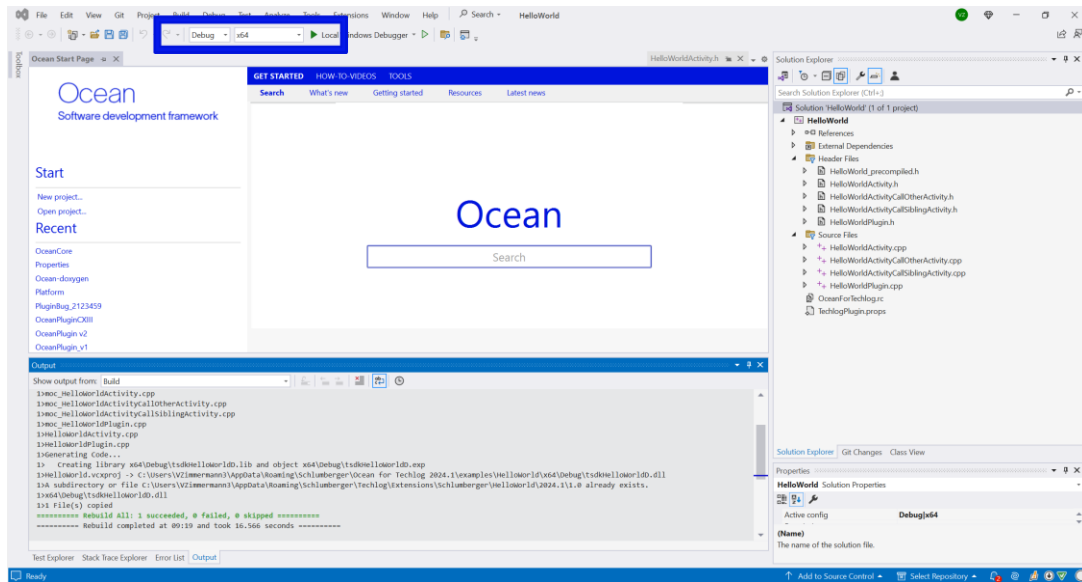 File Edit View Git Project Build Debug Test Analyze Tools Extensions Window Help Search HelloWorld VZ
Debug x64 Local Windows Debugger
Toolbox
Ocean Start Page
HelloWorldActivity.h
Ocean
Software development framework
Start
New project...
Open project...
Recent
OceanCore
Properties
Ocean-doxygen
Platform
PluginBug_2123459
OceanPluginCXIII
OceanPlugin v2
OceanPlugin_v1
GET STARTED HOW-TO-VIDEOS TOOLS
Search What's new Getting started Resources Latest news
Ocean
Search
Output
Show output from: Build
1>moc_HelloWorldActivity.cpp
1>moc_HelloWorldActivityCallOtherActivity.cpp
1>moc_HelloWorldActivityCallSiblingActivity.cpp
1>moc_HelloWorldPlugin.cpp
1>HelloWorldActivity.cpp
1>HelloWorldPlugin.cpp
1>Generating Code...
1> Creating library x64\Debug\tsdkHelloWorldD.lib and object x64\Debug\tsdkHelloWorldD.exp
1>HelloWorld.vcxproj -> C:\Users\VZimmermann3\AppData\Roaming\Schlumberger\Ocean for Techlog 2024.1\examples\HelloWorld\x64\Debug\tsdkHelloWorldD.dll
1>A subdirectory or file C:\Users\VZimmermann3\AppData\Roaming\Schlumberger\Techlog\Extensions\Schlumberger\HelloWorld\2024.1\1.0 already exists.
1>x64\Debug\tsdkHelloWorldD.dll
1>1 File(s) copied
========== Rebuild All: 1 succeeded, 0 failed, 0 skipped ==========
========== Rebuild completed at 09:19 and took 16.566 seconds ==========
Test Explorer Stack Trace Explorer Error List Output
Solution Explorer
Search Solution Explorer (Ctrl+;)
Solution 'HelloWorld' (1 of 1 project)
HelloWorld
References
External Dependencies
Header Files
HelloWorld_precompiled.h
HelloWorldActivity.h
HelloWorldActivityCallOtherActivity.h
HelloWorldActivityCallSiblingActivity.h
HelloWorldPlugin.h
Source Files
HelloWorldActivity.cpp
HelloWorldActivityCallOtherActivity.cpp
HelloWorldActivityCallSiblingActivity.cpp
HelloWorldPlugin.cpp
OceanForTechlog.rc
TechlogPlugin.props
Solution Explorer Git Changes Class View
Properties
HelloWorld Solution Properties
Active config Debug|x64
(Name)
The name of the solution file.
Ready
Add to Source Control Select Repository 2